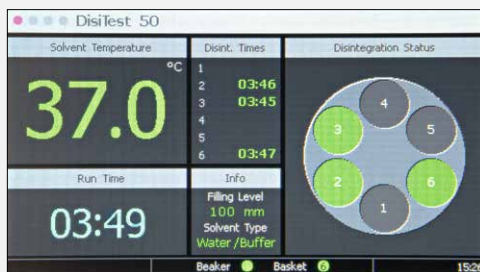 DisiTest 50
Solvent Temperature
°C
37.0
Disint. Times
1
2 03:46
3 03:45
4
5
6 03:47
Disintegration Status
4
3
5
2
6
1
Run Time
03:49
Info
Filling Level
100 mm
Solvent Type
Water/Buffer
Beaker
Basket 6
15:26